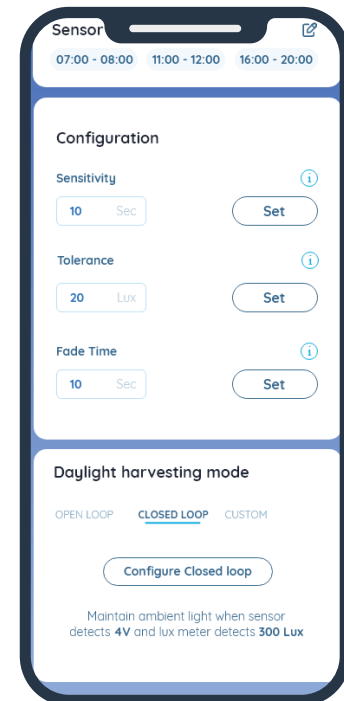 Sensor
07:00 - 08:00 11:00 - 12:00 16:00 - 20:00
Configuration
Sensitivity i
10 Sec Set
Tolerance i
20 Lux Set
Fade Time i
10 Sec Set
Daylight harvesting mode
OPEN LOOP CLOSED LOOP CUSTOM
Configure Closed loop
Maintain ambient light when sensor
detects 4V and lux meter detects 300 Lux